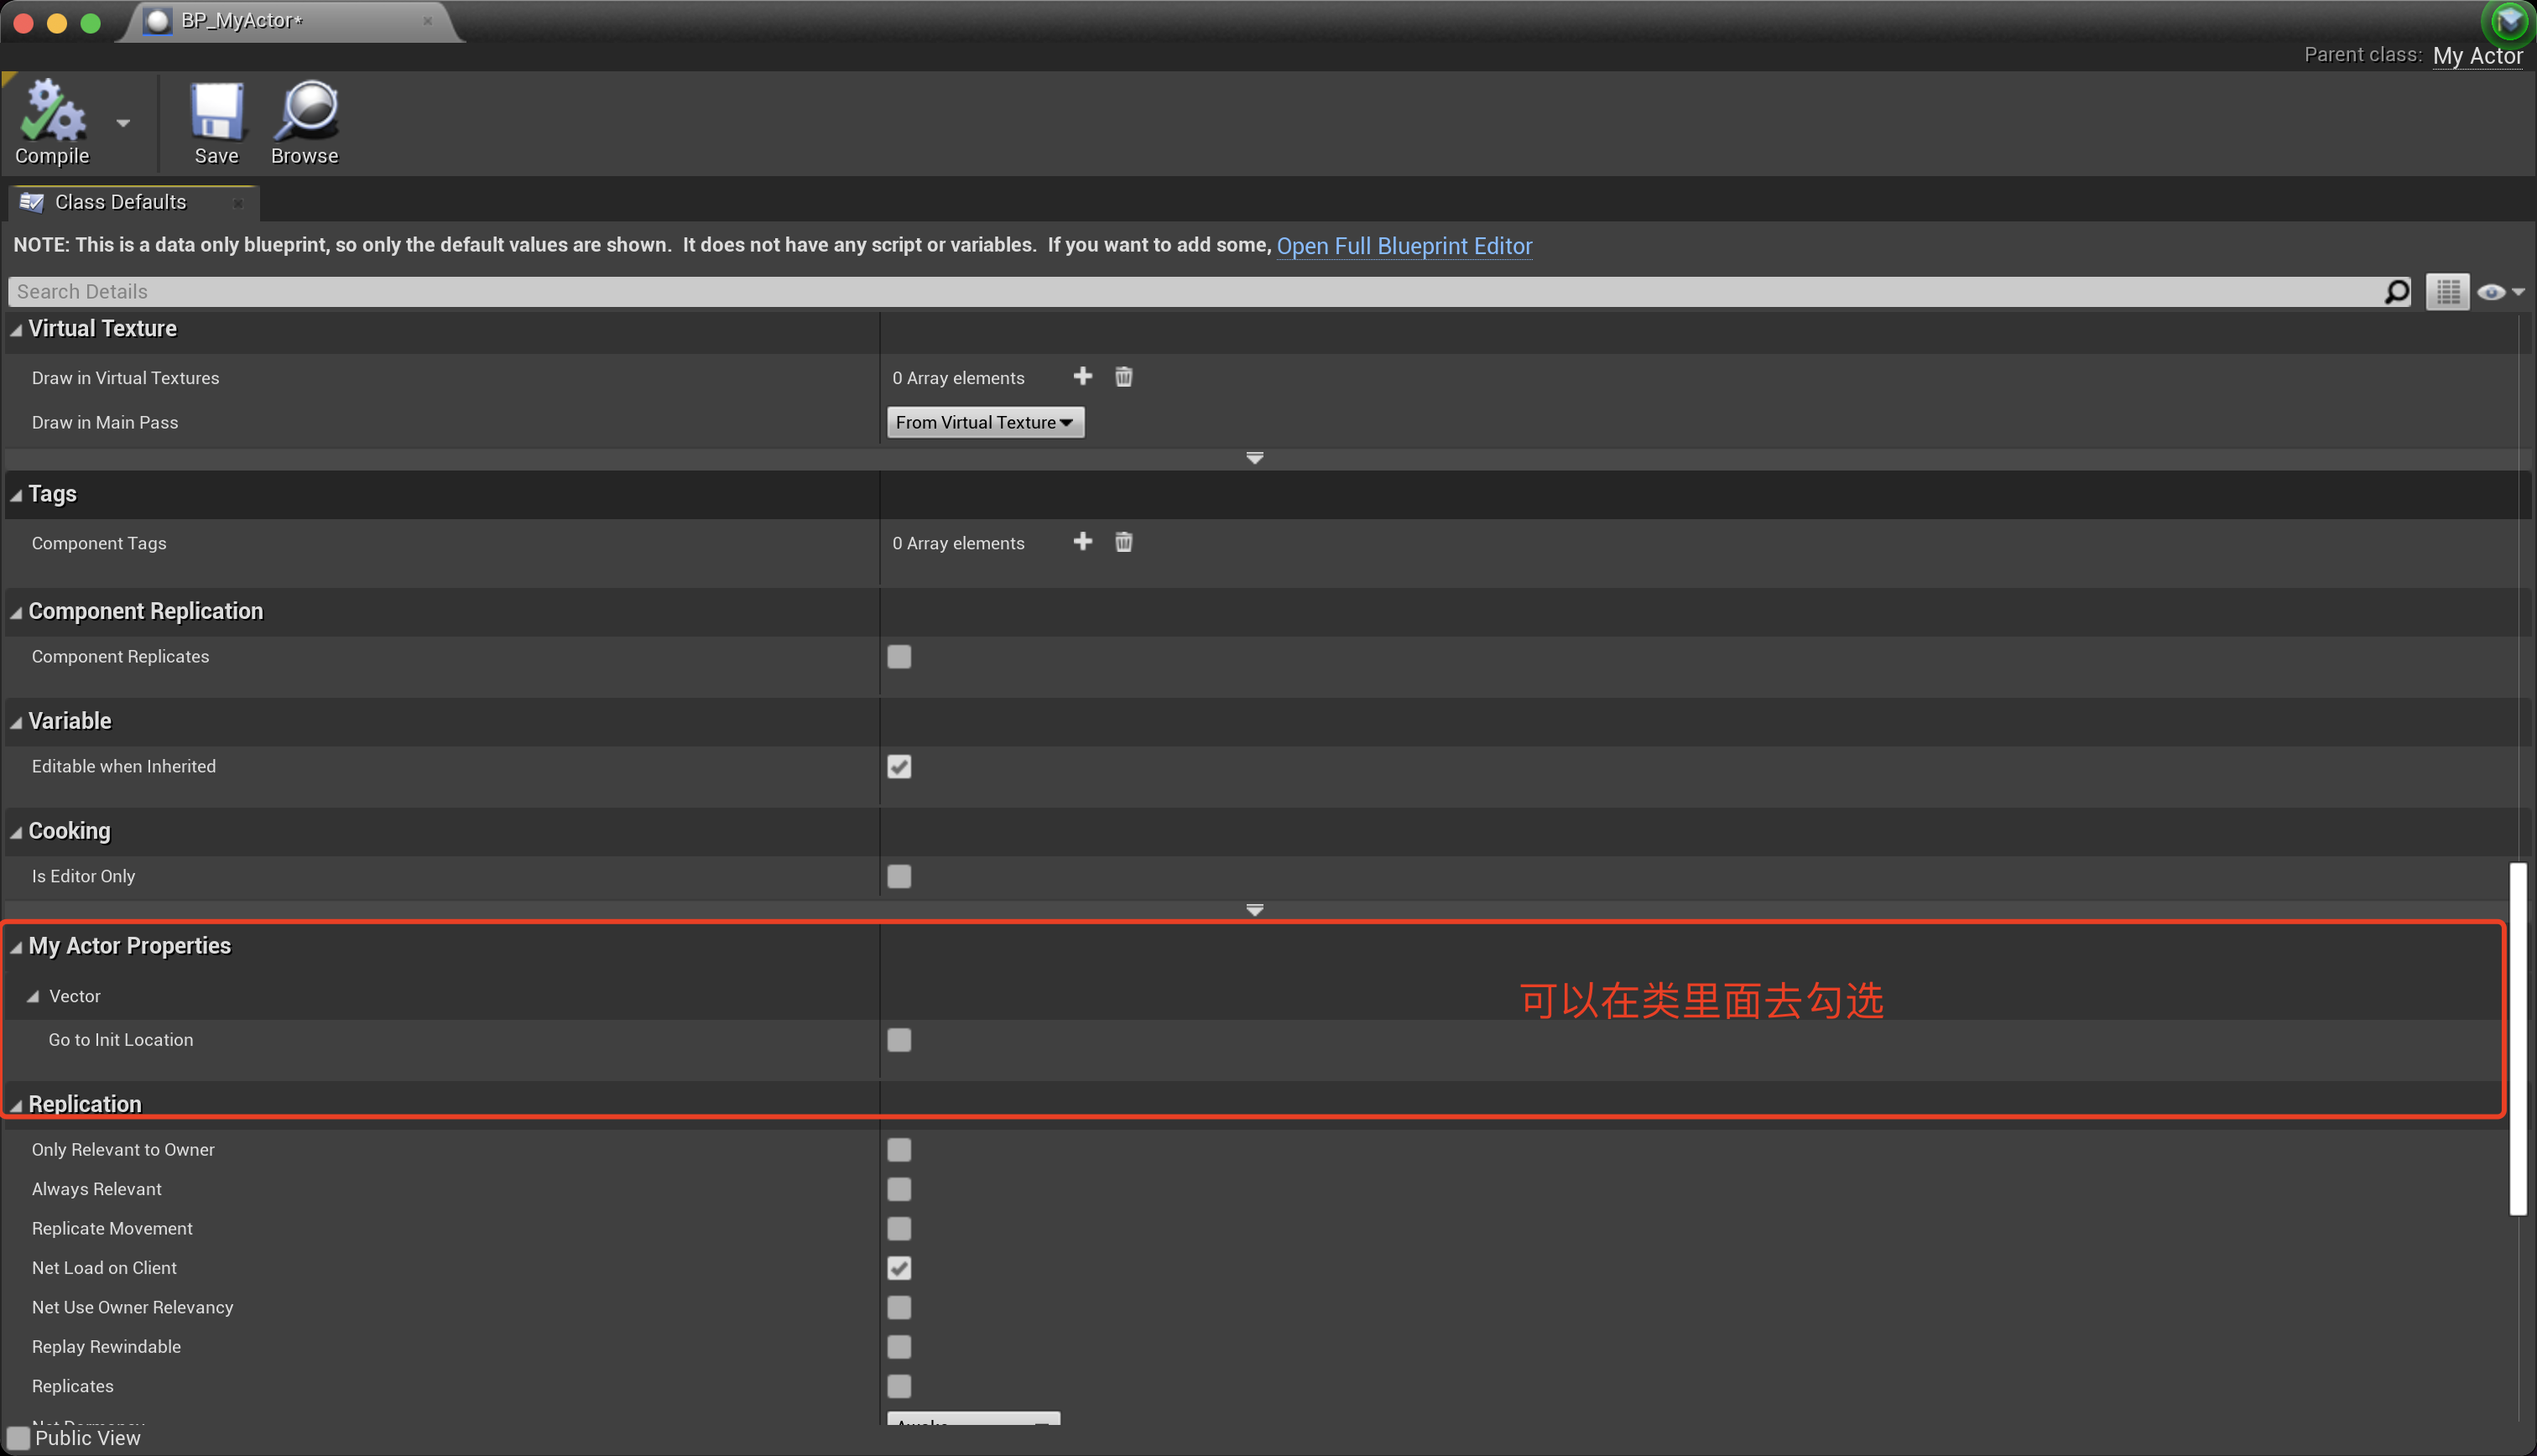 BP_MyActor*
Parent class: My Actor
Compile
Save
Browse
Class Defaults
NOTE: This is a data only blueprint, so only the default values are shown.  It does not have any script or variables.  If you want to add some, Open Full Blueprint Editor
Search Details
Virtual Texture
Draw in Virtual Textures
0 Array elements
Draw in Main Pass
From Virtual Texture
Tags
Component Tags
0 Array elements
Component Replication
Component Replicates
Variable
Editable when Inherited
Cooking
Is Editor Only
My Actor Properties
Vector
可以在类里面去勾选
Go to Init Location
Replication
Only Relevant to Owner
Always Relevant
Replicate Movement
Net Load on Client
Net Use Owner Relevancy
Replay Rewindable
Replicates
Public View